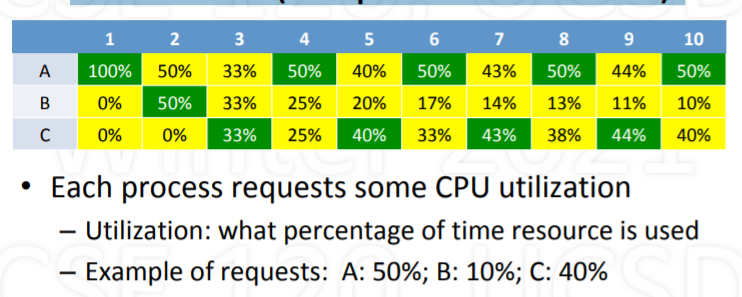 1 2 3 4 5 6 7 8 9 10
A 100% 50% 33% 50% 40% 50% 43% 50% 44% 50%
B 0% 50% 33% 25% 20% 17% 14% 13% 11% 10%
C 0% 0% 33% 25% 40% 33% 43% 38% 44% 40%
• Each process requests some CPU utilization
– Utilization: what percentage of time resource is used
– Example of requests: A: 50%; B: 10%; C: 40%